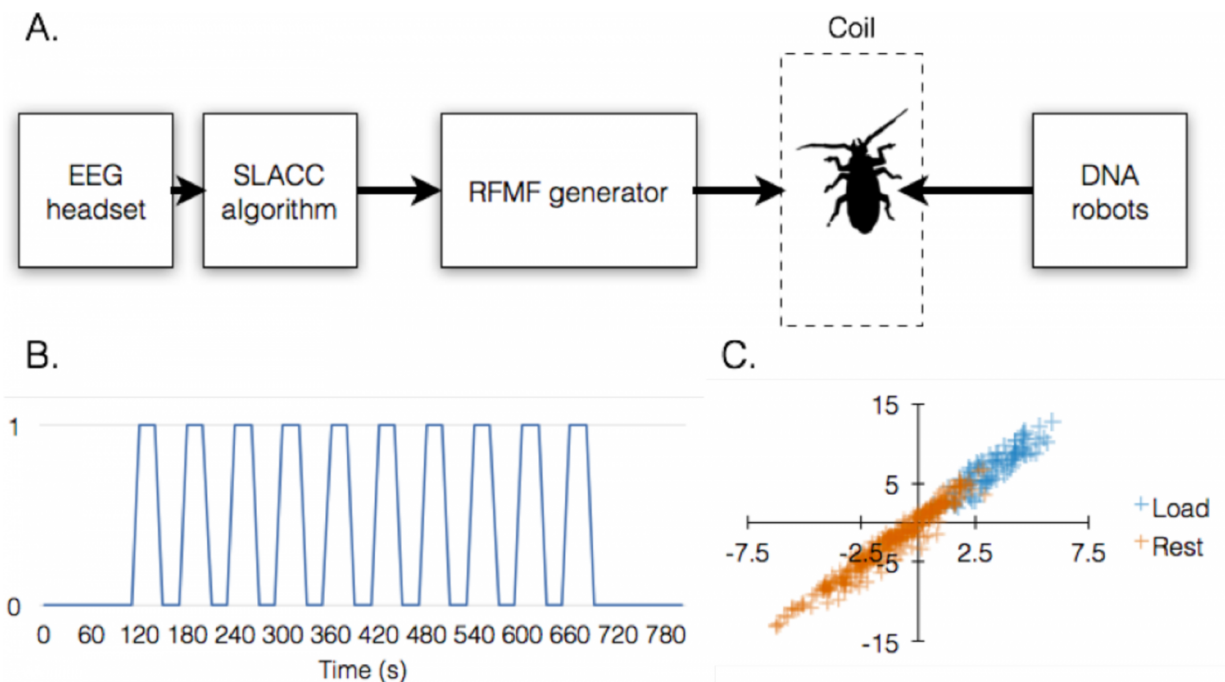 A.
Coil
EEG
headset
SLACC
algorithm
RFMF generator
DNA
robots
B.
1
0
0 60 120 180 240 300 360 420 480 540 600 660 720 780
Time (s)
C.
15
5
-7.5 -2.5 2.5 7.5
-5
-15
Load
Rest